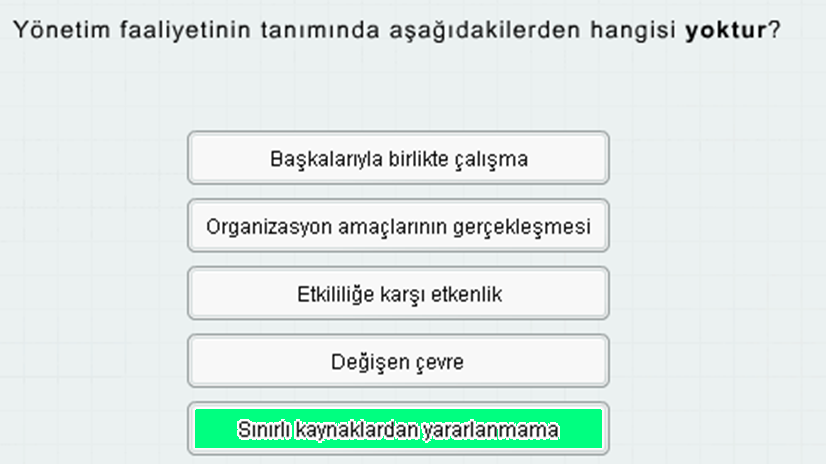 Yönetim faaliyetinin tanımında aşağıdakilerden hangisi yoktur?
Başkalarıyla birlikte çalışma
Organizasyon amaçlarının gerçekleşmesi
Etkililiğe karşı etkenlik
Değişen çevre
Sınırlı kaynaklardan yararlanmama